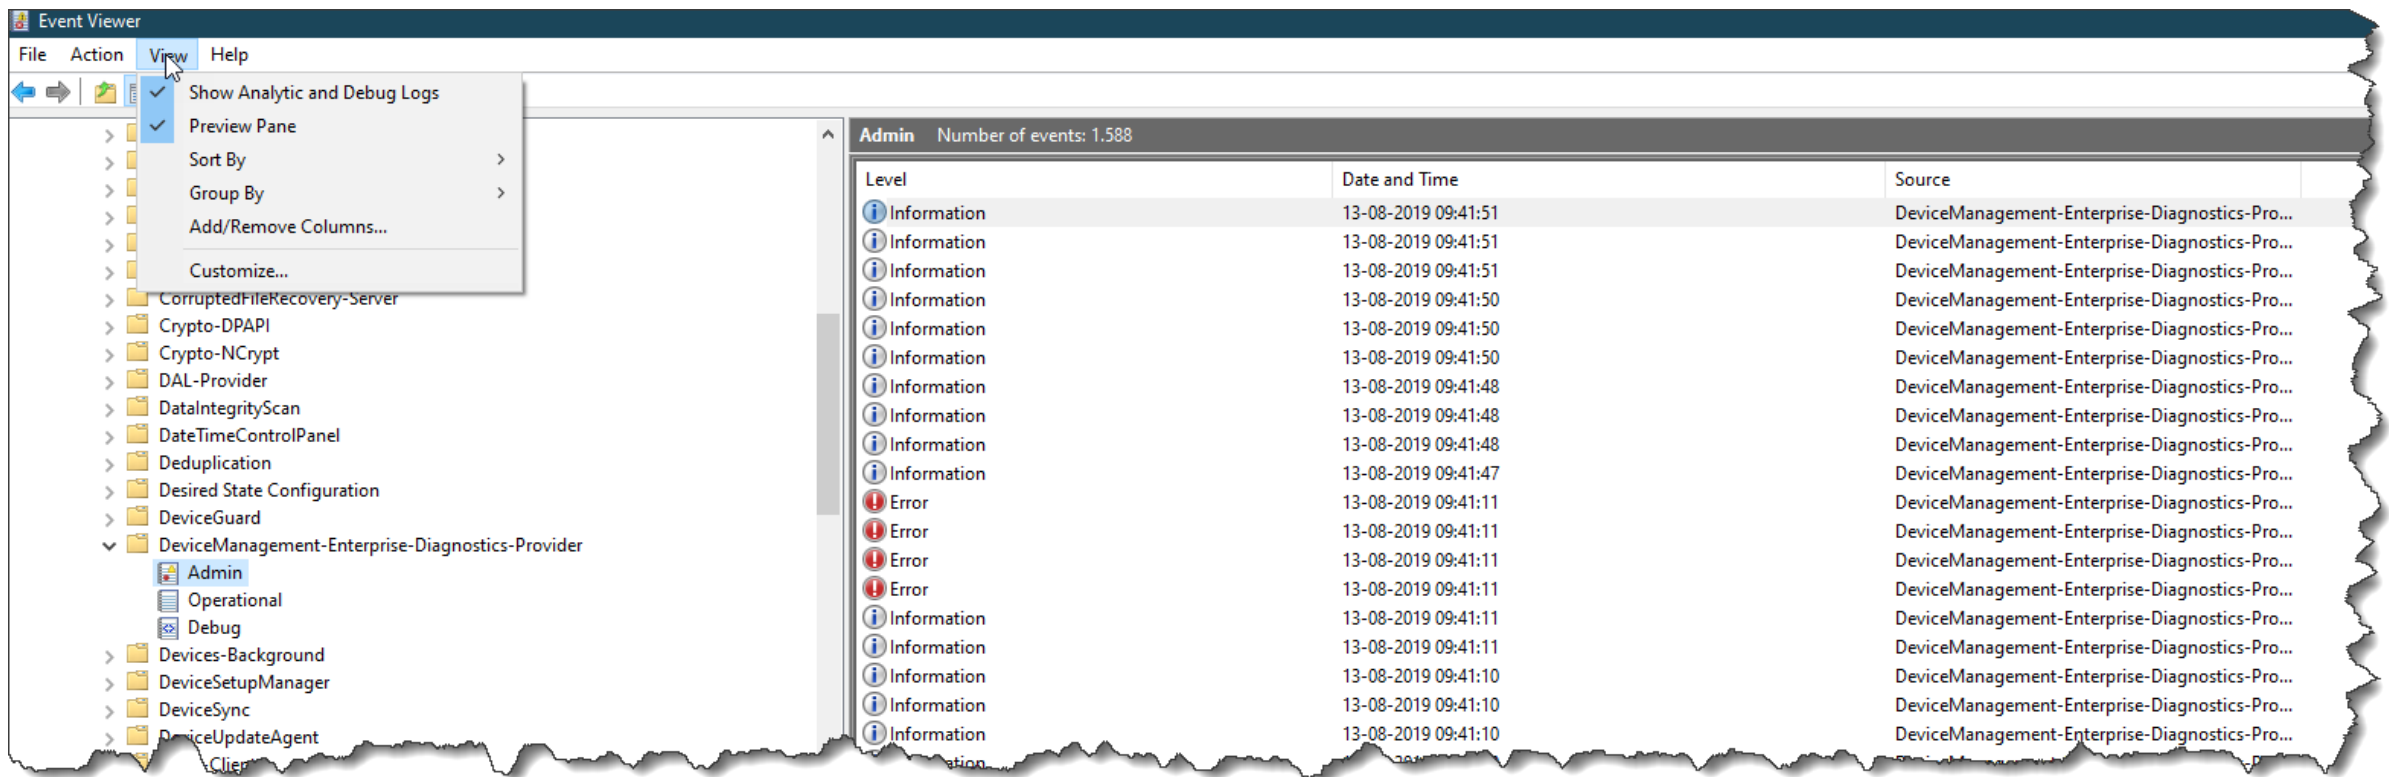 Event Viewer
File Action View Help
Show Analytic and Debug Logs
Preview Pane
Sort By
Group By
Add/Remove Columns...
Customize...
CorruptedFileRecovery-Server
Crypto-DPAPI
Crypto-NCrypt
DAL-Provider
DataIntegrityScan
DateTimeControlPanel
Deduplication
Desired State Configuration
DeviceGuard
DeviceManagement-Enterprise-Diagnostics-Provider
Admin
Operational
Debug
Devices-Background
DeviceSetupManager
DeviceSync
DeviceUpdateAgent
Admin Number of events: 1.588
Level Date and Time Source
Information 13-08-2019 09:41:51 DeviceManagement-Enterprise-Diagnostics-Pro...
Information 13-08-2019 09:41:51 DeviceManagement-Enterprise-Diagnostics-Pro...
Information 13-08-2019 09:41:51 DeviceManagement-Enterprise-Diagnostics-Pro...
Information 13-08-2019 09:41:50 DeviceManagement-Enterprise-Diagnostics-Pro...
Information 13-08-2019 09:41:50 DeviceManagement-Enterprise-Diagnostics-Pro...
Information 13-08-2019 09:41:50 DeviceManagement-Enterprise-Diagnostics-Pro...
Information 13-08-2019 09:41:48 DeviceManagement-Enterprise-Diagnostics-Pro...
Information 13-08-2019 09:41:48 DeviceManagement-Enterprise-Diagnostics-Pro...
Information 13-08-2019 09:41:48 DeviceManagement-Enterprise-Diagnostics-Pro...
Information 13-08-2019 09:41:47 DeviceManagement-Enterprise-Diagnostics-Pro...
Error 13-08-2019 09:41:11 DeviceManagement-Enterprise-Diagnostics-Pro...
Error 13-08-2019 09:41:11 DeviceManagement-Enterprise-Diagnostics-Pro...
Error 13-08-2019 09:41:11 DeviceManagement-Enterprise-Diagnostics-Pro...
Error 13-08-2019 09:41:11 DeviceManagement-Enterprise-Diagnostics-Pro...
Information 13-08-2019 09:41:11 DeviceManagement-Enterprise-Diagnostics-Pro...
Information 13-08-2019 09:41:11 DeviceManagement-Enterprise-Diagnostics-Pro...
Information 13-08-2019 09:41:10 DeviceManagement-Enterprise-Diagnostics-Pro...
Information 13-08-2019 09:41:10 DeviceManagement-Enterprise-Diagnostics-Pro...
Information 13-08-2019 09:41:10 DeviceManagement-Enterprise-Diagnostics-Pro...